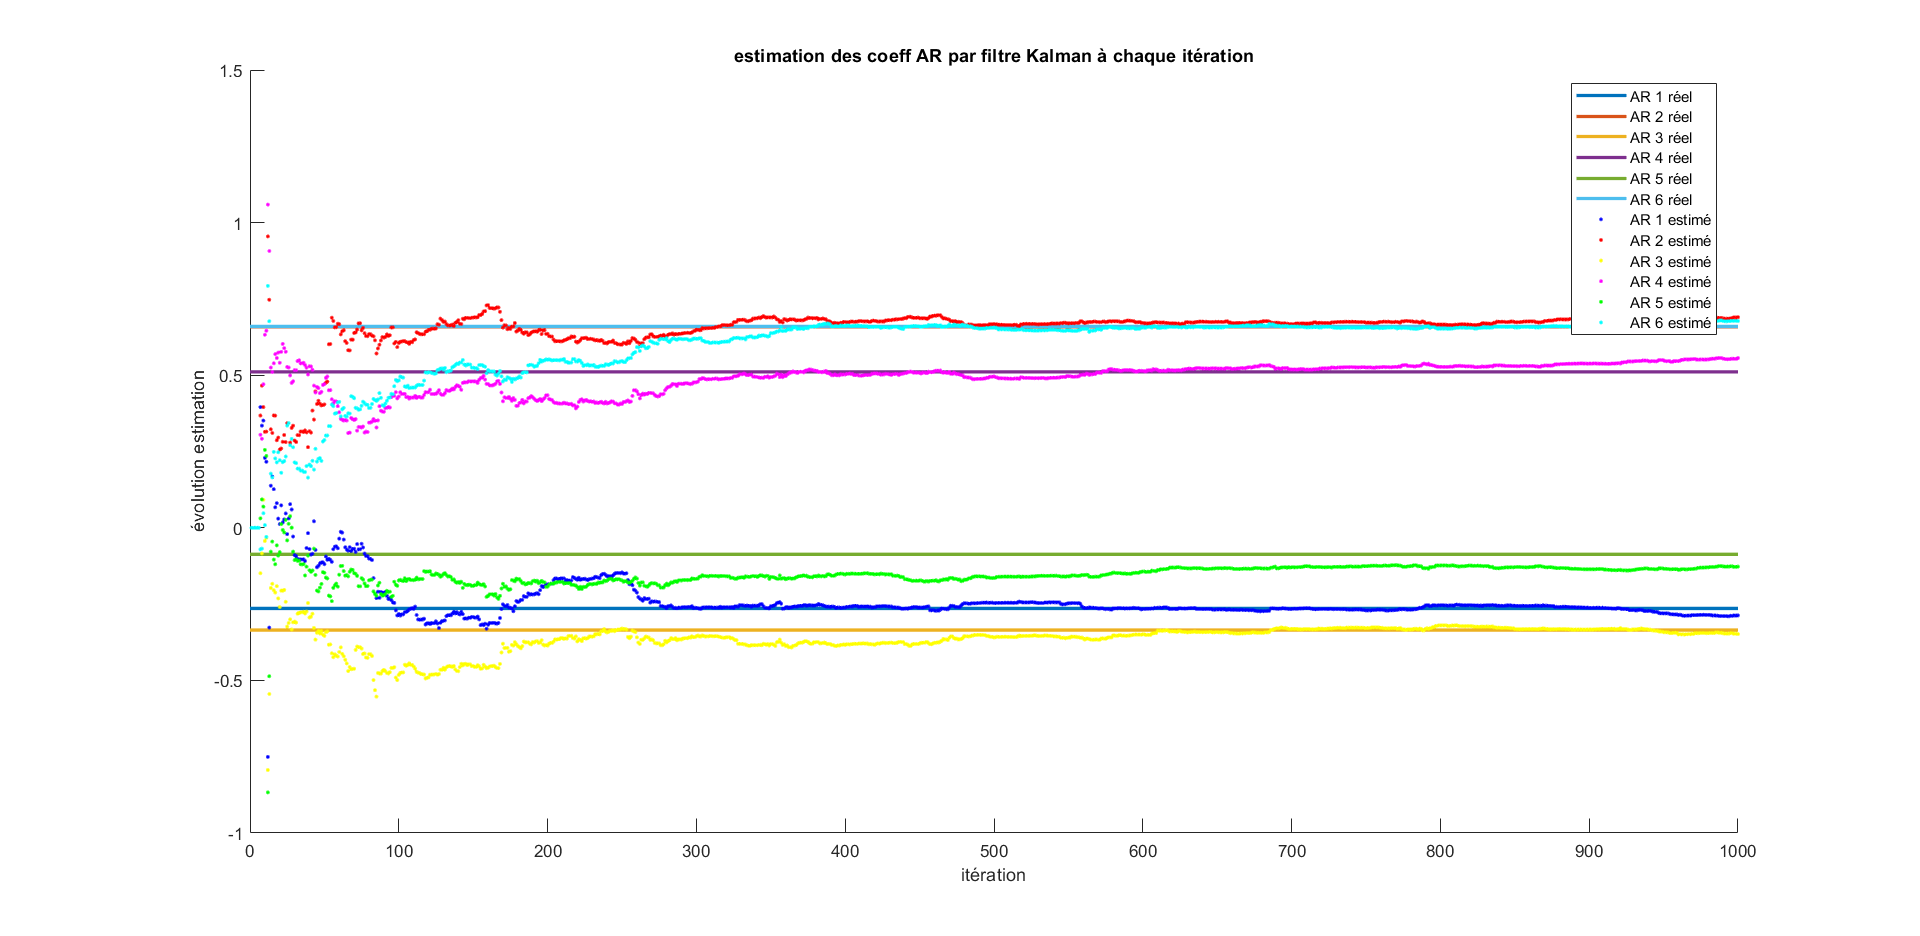 estimation des coeff AR par filtre Kalman à chaque itération
1.5
1
0.5
0
-0.5
-1
évolution estimation
0
100
200
300
400
500
600
700
800
900
1000
itération
AR 1 réel
AR 2 réel
AR 3 réel
AR 4 réel
AR 5 réel
AR 6 réel
AR 1 estimé
AR 2 estimé
AR 3 estimé
AR 4 estimé
AR 5 estimé
AR 6 estimé